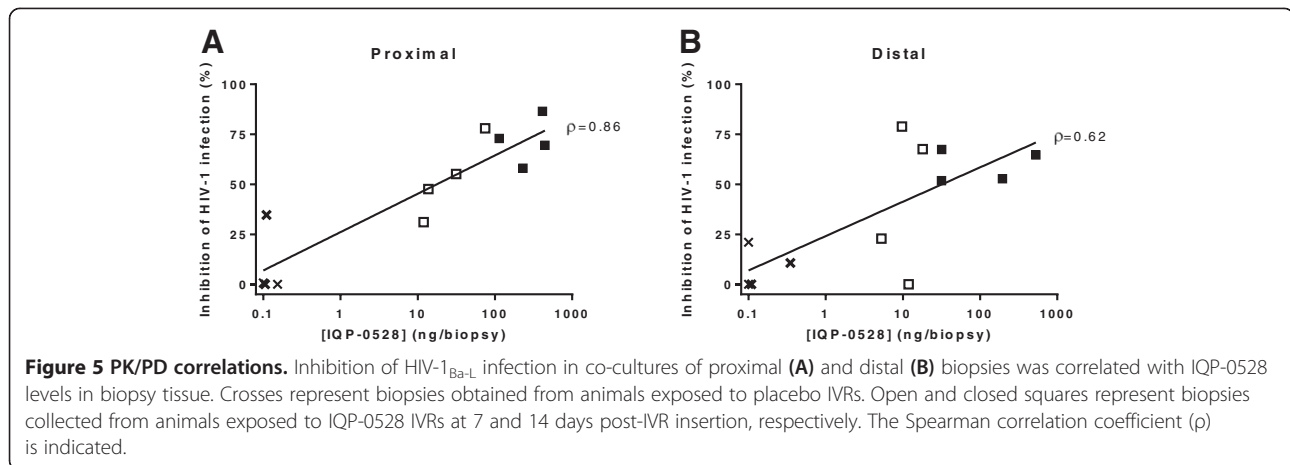 A
Proximal
Inhibition of HIV-1 infection (%)
100
75
50
25
0
ρ=0.86
0.1 1 10 100 1000
[IQP-0528] (ng/biopsy)
B
Distal
Inhibition of HIV-1 infection (%)
100
75
50
25
0
ρ=0.62
0.1 1 10 100 1000
[IQP-0528] (ng/biopsy)
Figure 5 PK/PD correlations. Inhibition of HIV-1Ba-L infection in co-cultures of proximal (A) and distal (B) biopsies was correlated with IQP-0528
levels in biopsy tissue. Crosses represent biopsies obtained from animals exposed to placebo IVRs. Open and closed squares represent biopsies
collected from animals exposed to IQP-0528 IVRs at 7 and 14 days post-IVR insertion, respectively. The Spearman correlation coefficient (ρ)
is indicated.